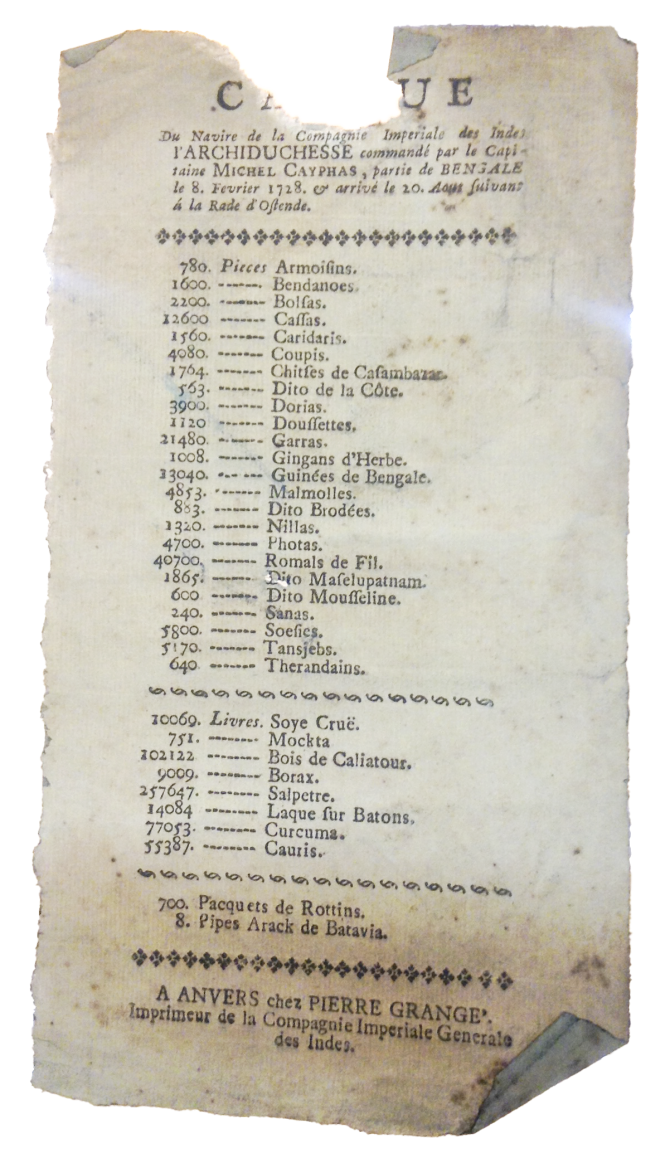 C UE
Du Navire de la Compagnie Imperiale des Indes
l'ARCHIDUCHESSE commandé par le Capi-
taine MICHEL CAYPHAS, partie de BENGALE
le 8. Fevrier 1728. & arrivé le 20. Aout ſuivant
á la Rade d'Oſtende.
780. Pieces Armoiſins.
1600. ------- Bendanoes.
2200. ------- Bolſas.
12600 ------- Caſſas.
1560. ------- Caridaris.
4080. ------- Coupis.
1764. ------- Chitſes de Caſambazar.
563. ------- Dito de la Côte.
3900. ------- Dorias.
1120 ------- Douſſettes.
21480. ------- Garras.
1008. ------- Gingans d'Herbe.
13040. ------- Guinées de Bengale.
4853. ------- Malmolles.
883. ------- Dito Brodées.
1320. ------- Nillas.
4700. ------- Photas.
40700. ------- Romals de Fil.
1865. ------- Dito Maſelupatnam.
600 ------- Dito Mouſſeline.
240. ------- Sanas.
5800. ------- Soeſies.
5170. ------- Tansjebs.
640. ------- Therandains.
10069. Livres. Soye Cruë.
751. -------- Mockta
102122 -------- Bois de Caliatour.
9009. -------- Borax.
257647. -------- Salpetre.
14084 -------- Laque ſur Batons.
77053. -------- Curcuma.
55387. -------- Cauris.
700. Pacquets de Rottins.
8. Pipes Arack de Batavia.
A ANVERS chez PIERRE GRANGE'.
Imprimeur de la Compagnie Imperiale Generale
des Indes.